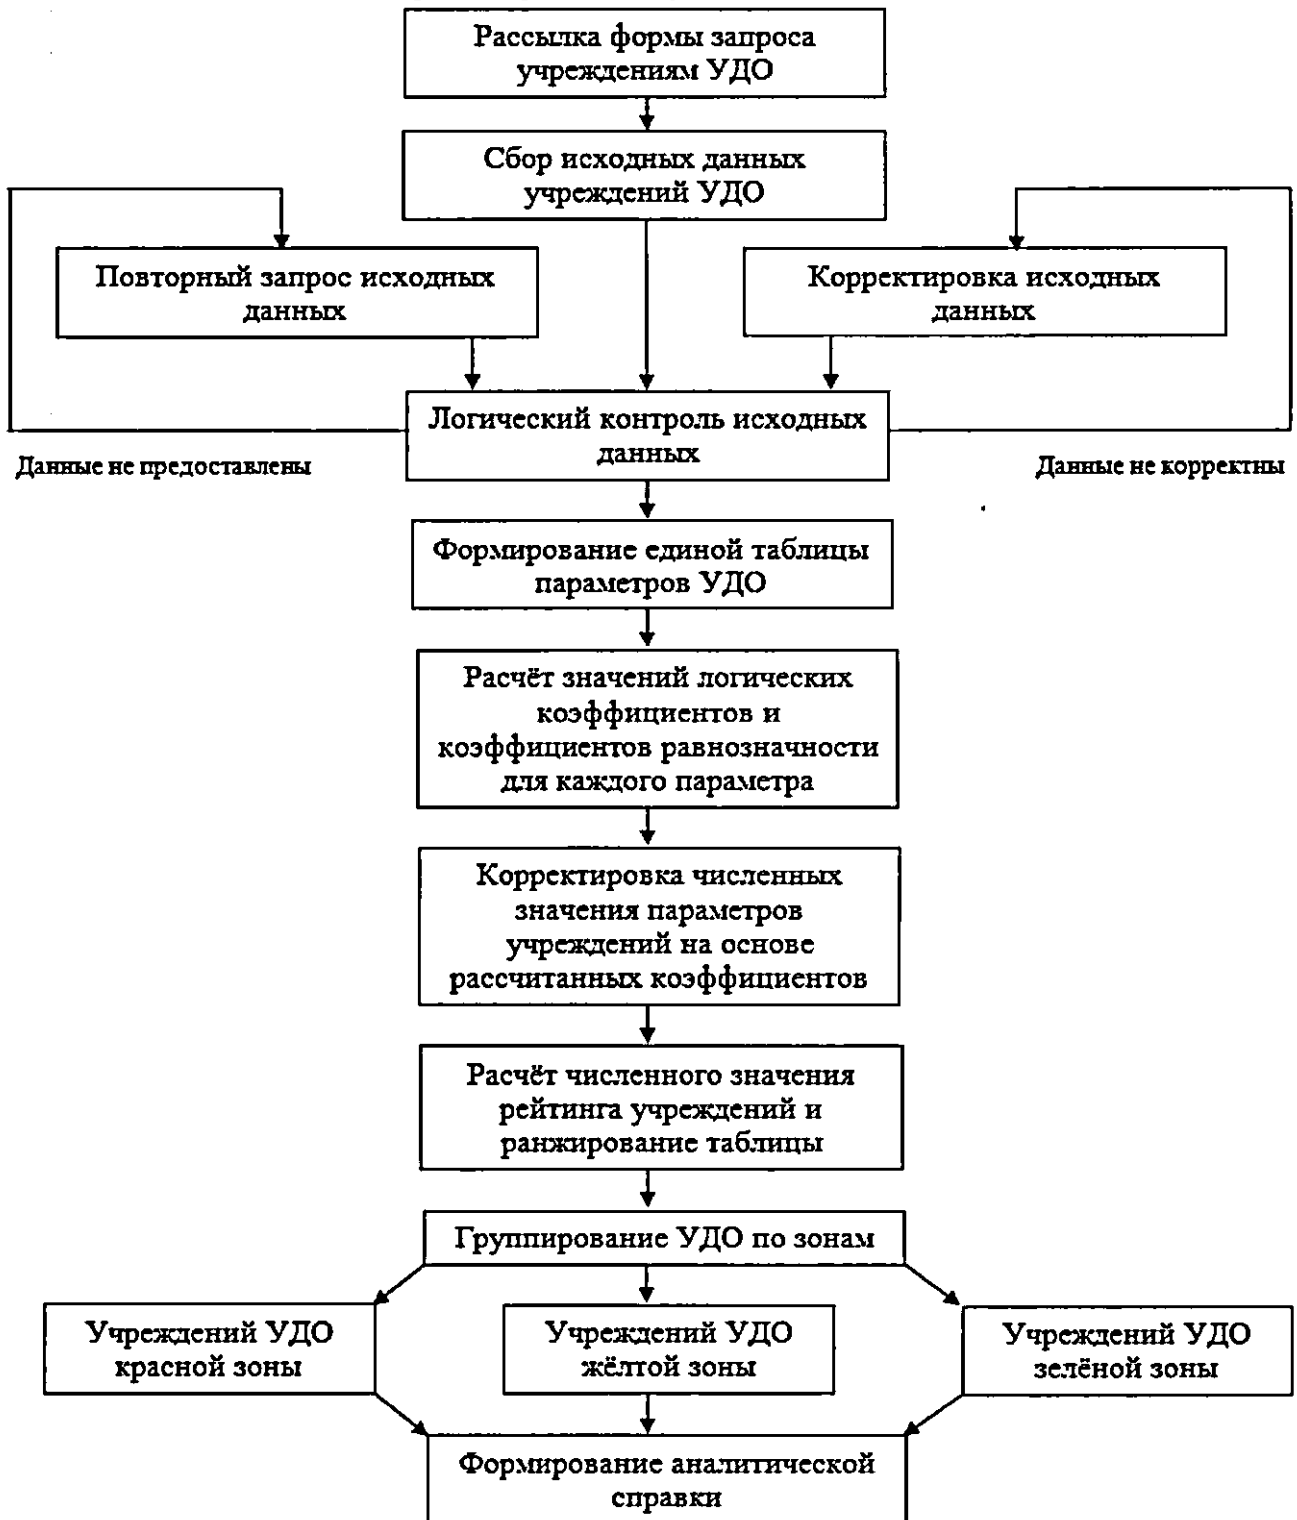 Рассылка формы запроса
учреждениям УДО
Сбор исходных данных
учреждений УДО
Повторный запрос исходных
данных
Корректировка исходных
данных
Логический контроль исходных
данных
Данные не предоставлены
Данные не корректны
Формирование единой таблицы
параметров УДО
Расчёт значений логических
коэффициентов и
коэффициентов равнозначности
для каждого параметра
Корректировка численных
значения параметров
учреждений на основе
рассчитанных коэффициентов
Расчёт численного значения
рейтинга учреждений и
ранжирование таблицы
Группирование УДО по зонам
Учреждений УДО
красной зоны
Учреждений УДО
жёлтой зоны
Учреждений УДО
зелёной зоны
Формирование аналитической
справки